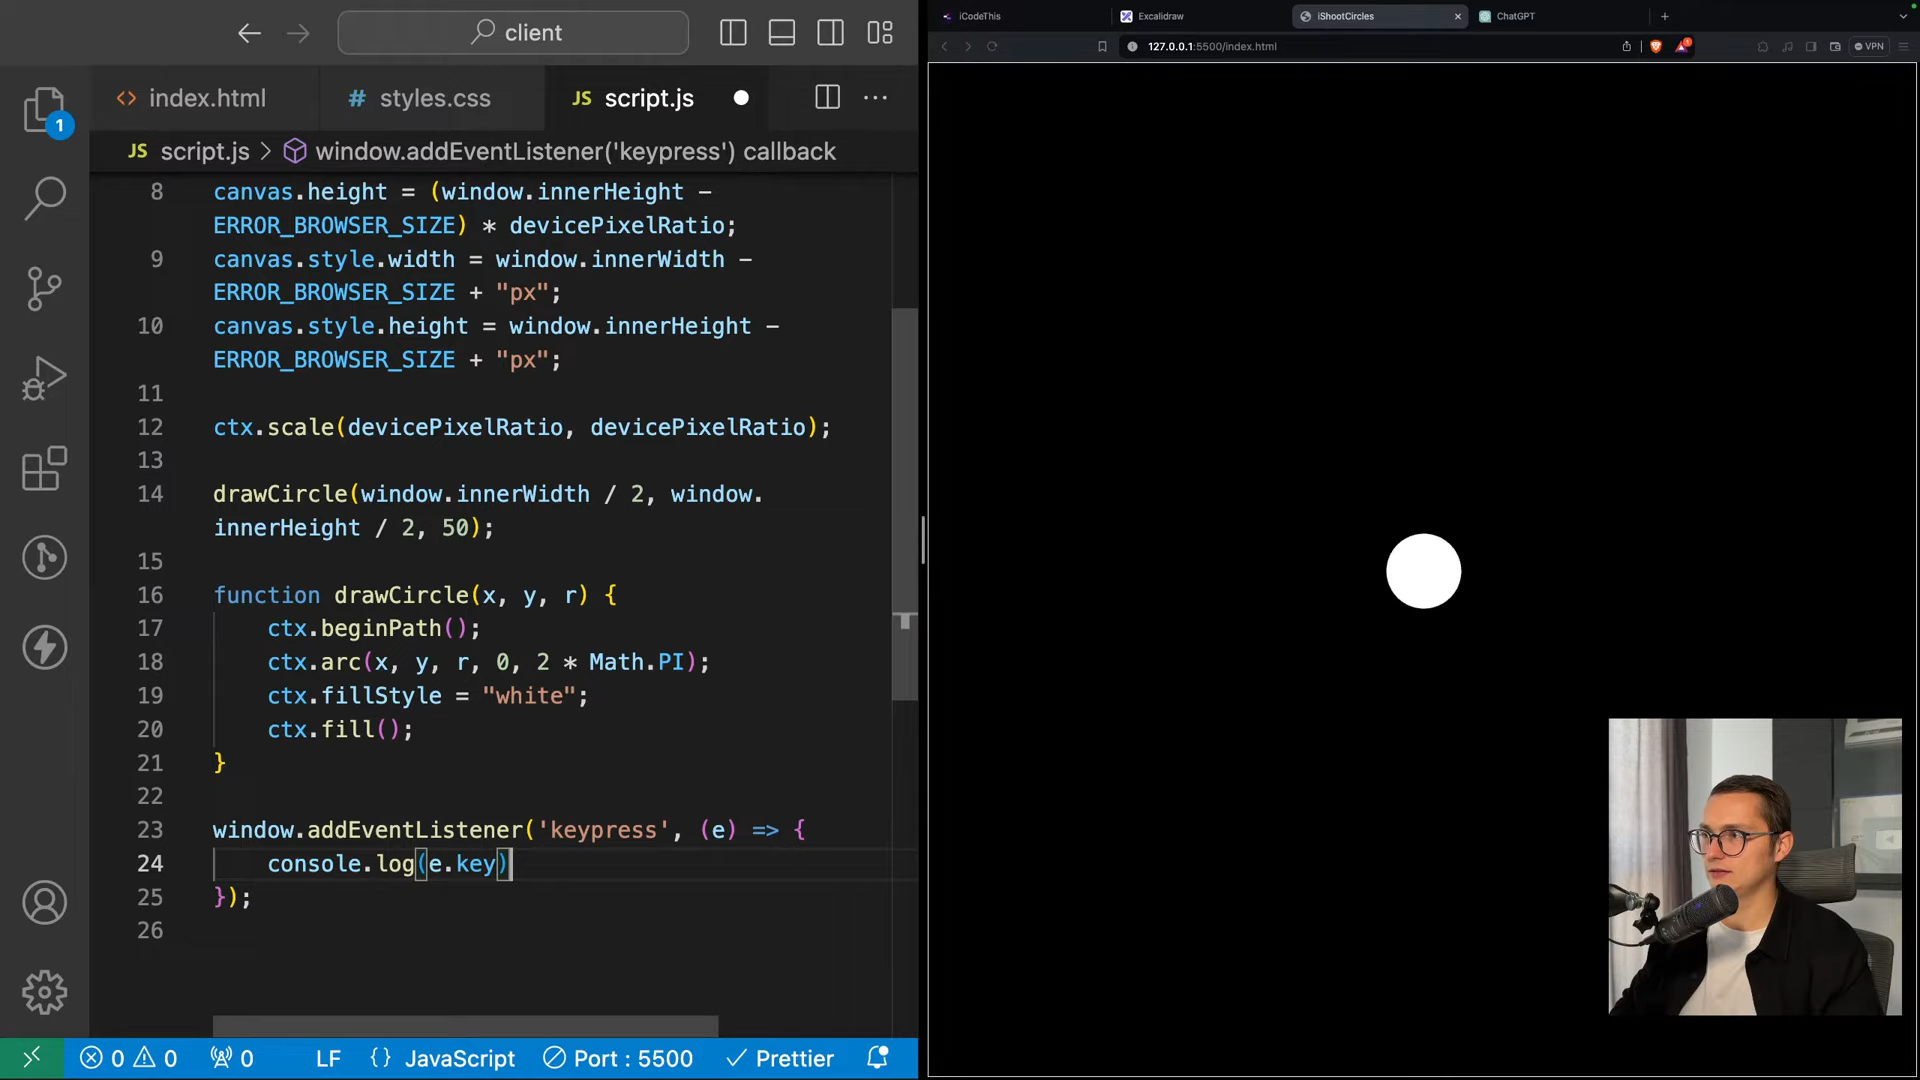 client
index.html
# styles.css
JS script.js
1
JS script.js > window.addEventListener('keypress') callback
8 canvas.height = (window.innerHeight -
ERROR_BROWSER_SIZE) * devicePixelRatio;
9 canvas.style.width = window.innerWidth -
ERROR_BROWSER_SIZE + "px";
10 canvas.style.height = window.innerHeight -
ERROR_BROWSER_SIZE + "px";
11
12 ctx.scale(devicePixelRatio, devicePixelRatio);
13
14 drawCircle(window.innerWidth / 2, window.
innerHeight / 2, 50);
15
16 function drawCircle(x, y, r) {
17 ctx.beginPath();
18 ctx.arc(x, y, r, 0, 2 * Math.PI);
19 ctx.fillStyle = "white";
20 ctx.fill();
21 }
22
23 window.addEventListener('keypress', (e) => {
24 console.log(e.key)
25 });
26
0 0 0 LF {} JavaScript Port : 5500 Prettier
iCodeThis
Excalidraw
iShootCircles
ChatGPT
127.0.0.1:5500/index.html
1
VPN